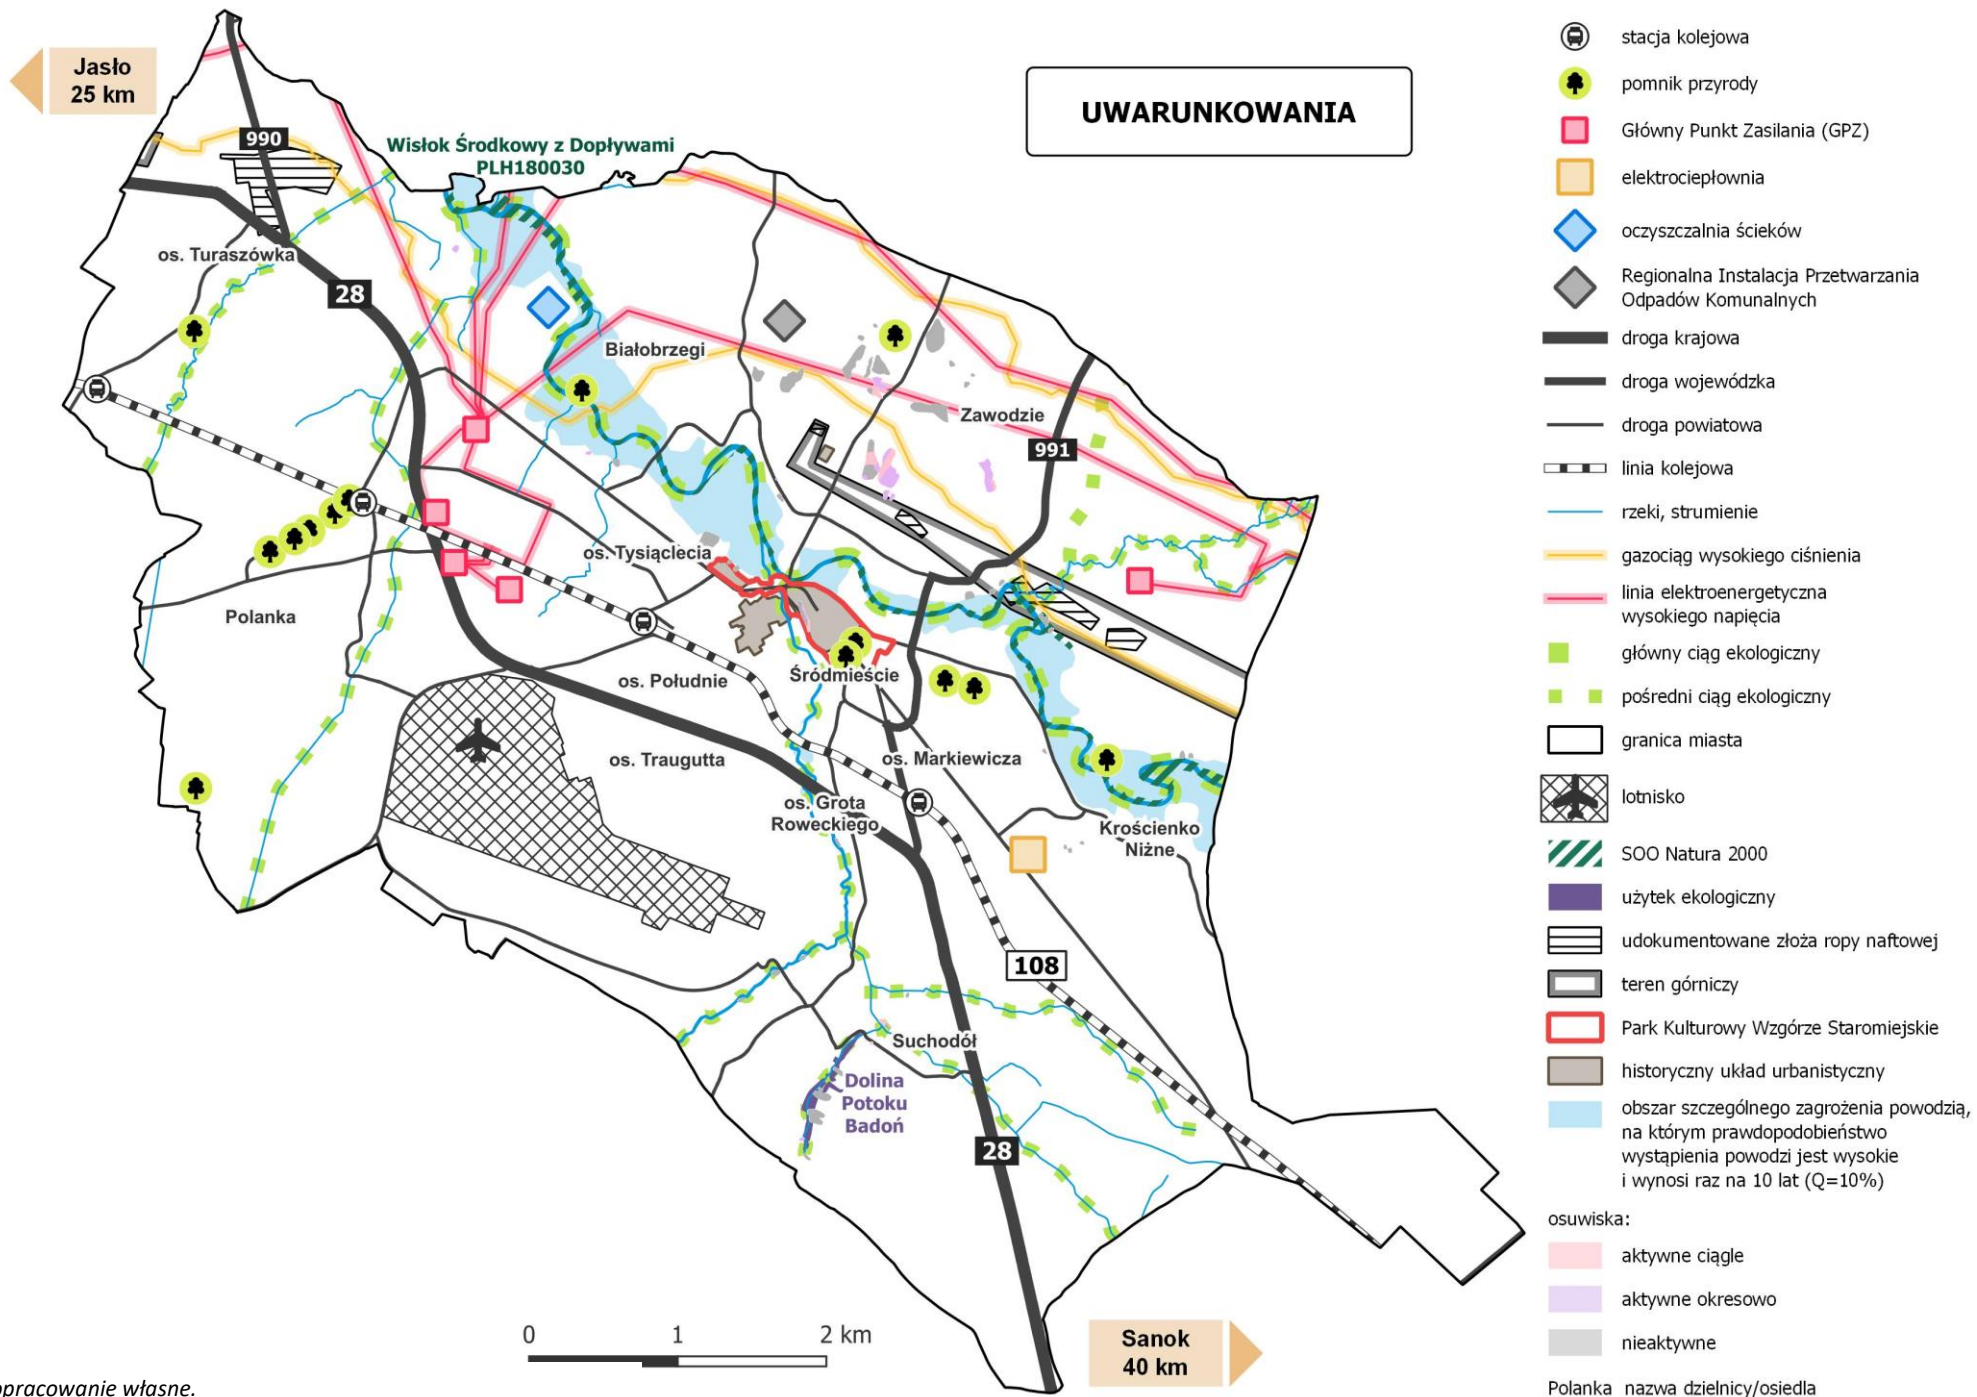 Jasło
25 km
UWARUNKOWANIA
990
Wisłok Środkowy z Dopływami
PLH180030
os. Turaszówka
28
Białobrzegi
Zawodzie
991
os. Tysiąclecia
Polanka
os. Południe
Śródmieście
os. Traugutta
os. Markiewicza
os. Grota
Roweckiego
Krościenko
Niżne
108
Suchodół
Dolina
Potoku
Badoń
28
0 1 2 km
Sanok
40 km
opracowanie własne.
stacja kolejowa
pomnik przyrody
Główny Punkt Zasilania (GPZ)
elektrociepłownia
oczyszczalnia ścieków
Regionalna Instalacja Przetwarzania
Odpadów Komunalnych
droga krajowa
droga wojewódzka
droga powiatowa
linia kolejowa
rzeki, strumienie
gazociąg wysokiego ciśnienia
linia elektroenergetyczna
wysokiego napięcia
główny ciąg ekologiczny
pośredni ciąg ekologiczny
granica miasta
lotnisko
SOO Natura 2000
użytek ekologiczny
udokumentowane złoża ropy naftowej
teren górniczy
Park Kulturowy Wzgórze Staromiejskie
historyczny układ urbanistyczny
obszar szczególnego zagrożenia powodzią,
na którym prawdopodobieństwo
wystąpienia powodzi jest wysokie
i wynosi raz na 10 lat (Q=10%)
osuwiska:
aktywne ciągle
aktywne okresowo
nieaktywne
Polanka nazwa dzielnicy/osiedla